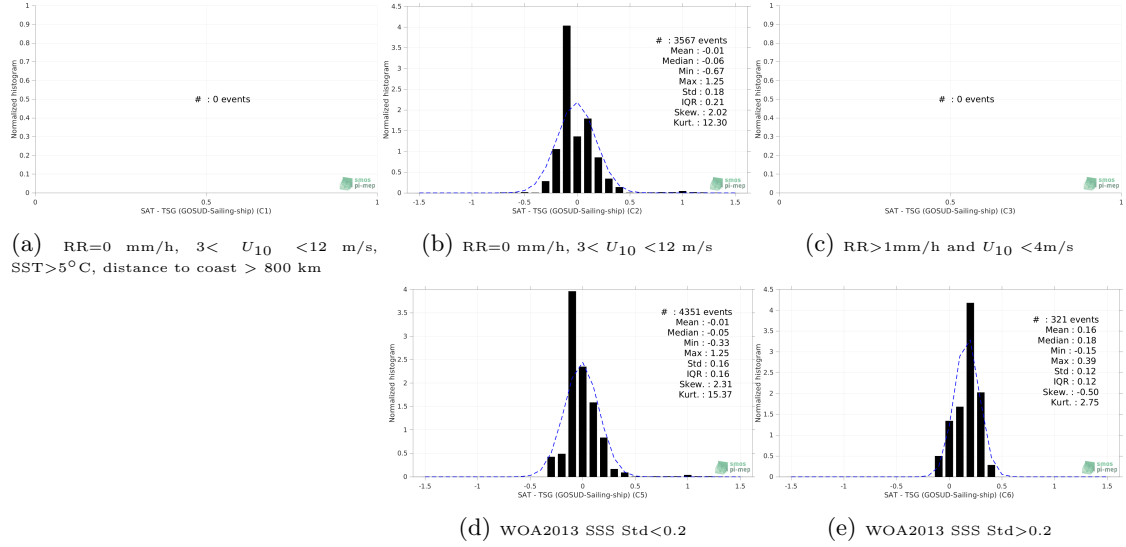 1
0.9
0.8
0.7
0.6
0.5
0.4
0.3
0.2
0.1
0
Normalized histogram
# : 0 events
0 0.5 1
SAT - TSG (GOSUD-Sailing-ship) (C1)
smos
pi-mep
(a) RR=0 mm/h, 3< U10 <12 m/s,
SST>5°C, distance to coast > 800 km
4.5
4
3.5
3
2.5
2
1.5
1
0.5
0
Normalized histogram
# : 3567 events
Mean : -0.01
Median : -0.06
Min : -0.67
Max : 1.25
Std : 0.18
IQR : 0.21
Skew. : 2.02
Kurt. : 12.30
-1.5 -1 -0.5 0 0.5 1 1.5
SAT - TSG (GOSUD-Sailing-ship) (C2)
smos
pi-mep
(b) RR=0 mm/h, 3< U10 <12 m/s
1
0.9
0.8
0.7
0.6
0.5
0.4
0.3
0.2
0.1
0
Normalized histogram
# : 0 events
0 0.5 1
SAT - TSG (GOSUD-Sailing-ship) (C3)
smos
pi-mep
(c) RR>1mm/h and U10 <4m/s
4
3.5
3
2.5
2
1.5
1
0.5
0
Normalized histogram
# : 4351 events
Mean : -0.01
Median : -0.05
Min : -0.33
Max : 1.25
Std : 0.16
IQR : 0.16
Skew. : 2.31
Kurt. : 15.37
-1.5 -1 -0.5 0 0.5 1 1.5
SAT - TSG (GOSUD-Sailing-ship) (C5)
smos
pi-mep
(d) WOA2013 SSS Std<0.2
4.5
4
3.5
3
2.5
2
1.5
1
0.5
0
Normalized histogram
# : 321 events
Mean : 0.16
Median : 0.18
Min : -0.15
Max : 0.39
Std : 0.12
IQR : 0.12
Skew. : -0.50
Kurt. : 2.75
-1.5 -1 -0.5 0 0.5 1 1.5
SAT - TSG (GOSUD-Sailing-ship) (C6)
smos
pi-mep
(e) WOA2013 SSS Std>0.2